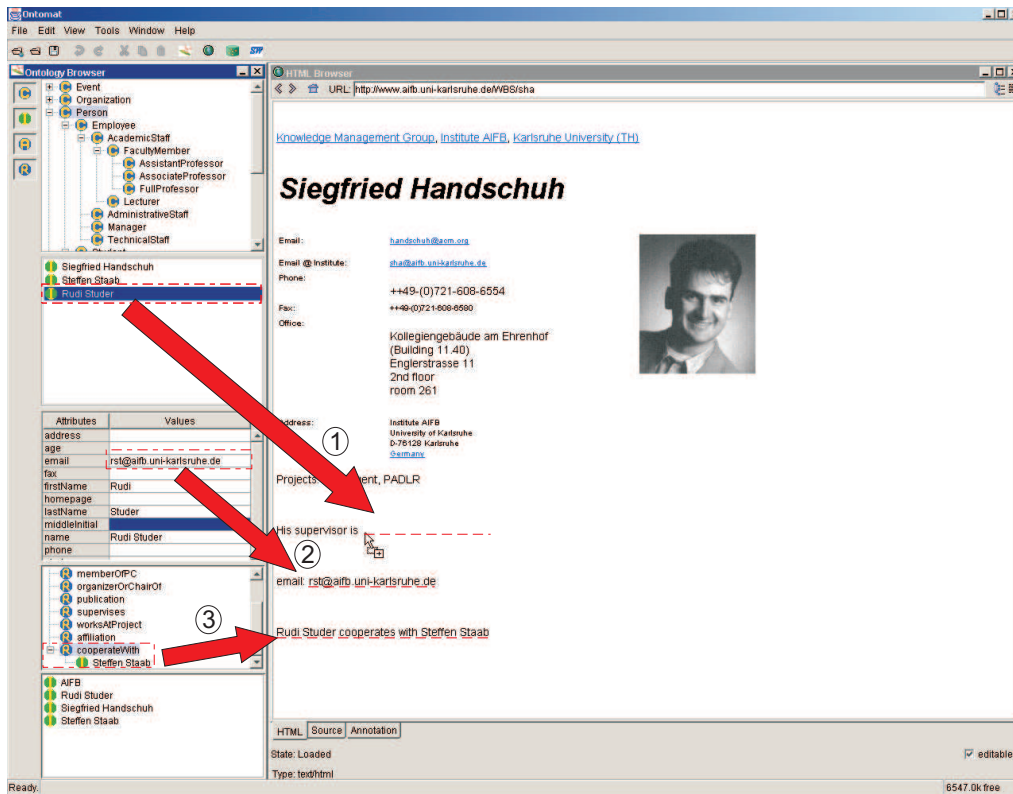 Ontomat
File Edit View Tools Window Help
Ontology Browser
Event
Organization
Person
Employee
AcademicStaff
FacultyMember
AssistantProfessor
AssociateProfessor
FullProfessor
Lecturer
AdministrativeStaff
Manager
TechnicalStaff
Student
Siegfried Handschuh
Steffen Staab
Rudi Studer
Attributes Values
address
age
email rst@aifb.uni-karlsruhe.de
fax
firstName Rudi
homepage
lastName Studer
middleInitial
name Rudi Studer
phone
memberOfPC
organizerOrChairOf
publication
supervises
worksAtProject
affiliation
cooperateWith
Steffen Staab
AIFB
Rudi Studer
Siegfried Handschuh
Steffen Staab
HTML Browser
URL: http://www.aifb.uni-karlsruhe.de/WBS/sha
Knowledge Management Group, Institute AIFB, Karlsruhe University (TH)
Siegfried Handschuh
Email: handschuh@acm.org
Email @ Institute: sha@aifb.uni-karlsruhe.de
Phone:
++49-(0)721-608-6554
Fax: ++49-(0)721-608-6580
Office:
Kollegiengebäude am Ehrenhof
(Building 11.40)
Englerstrasse 11
2nd floor
room 261
Address: Institute AIFB
University of Karlsruhe
D-76128 Karlsruhe
Germany
1
Projects ent, PADLR
His supervisor is
2
email: rst@aifb.uni-karlsruhe.de
3
Rudi Studer cooperates with Steffen Staab
HTML Source Annotation
State: Loaded
editable
Type: text/html
Ready.
6547.0k free